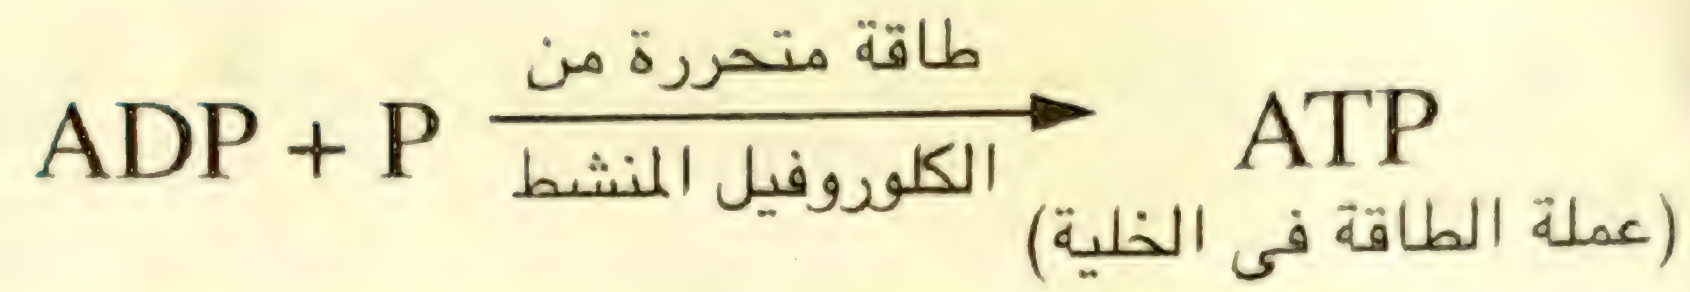 طاقة متحررة من
ADP + P ⟶ ATP
الكلوروفيل المنشط
(عملة الطاقة فى الخلية)